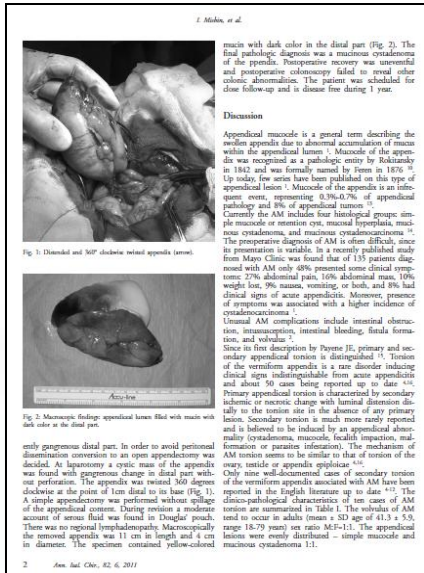 I. Mishin, et al.
Fig. 1: Distended and 360° clockwise twisted appendix (arrow).
Accu-line
Fig. 2: Macroscopic findings: appendiceal lumen filled with mucin with
dark color at the distal part.
ently gangrenous distal part. In order to avoid peritoneal
dissemination conversion to an open appendectomy was
decided. At laparotomy a cystic mass of the appendix
was found with gangrenous change in distal part with-
out perforation. The appendix was twisted 360 degrees
clockwise at the point of 1cm distal to its base (Fig. 1).
A simple appendectomy was performed without spillage
of the appendiceal content. During revision a moderate
account of serous fluid was found in Douglas' pouch.
There was no regional lymphadenopathy. Macroscopically
the removed appendix was 11 cm in length and 4 cm
in diameter. The specimen contained yellow-colored
mucin with dark color in the distal part (Fig. 2). The
final pathologic diagnosis was a mucinous cystadenoma
of the ppendix. Postoperative recovery was uneventful
and postoperative colonoscopy failed to reveal other
colonic abnormalities. The patient was scheduled for
close follow-up and is disease free during 1 year.
Discussion
Appendiceal mucocele is a general term describing the
swollen appendix due to abnormal accumulation of mucus
within the appendiceal lumen 1. Mucocele of the appen-
dix was recognized as a pathologic entity by Rokitansky
in 1842 and was formally named by Feren in 1876 10.
Up today, few series have been published on this type of
appendiceal lesion 1. Mucocele of the appendix is an infre-
quent event, representing 0.3%-0.7% of appendiceal
pathology and 8% of appendiceal tumors 13.
Currently the AM includes four histological groups: sim-
ple mucocele or retention cyst, mucosal hyperplasia, muci-
nous cystadenoma, and mucinous cystadenocarcinoma 14.
The preoperative diagnosis of AM is often difficult, since
its presentation is variable. In a recently published study
from Mayo Clinic was found that of 135 patients diag-
nosed with AM only 48% presented some clinical symp-
toms: 27% abdominal pain, 16% abdominal mass, 10%
weight lost, 9% nausea, vomiting, or both, and 8% had
clinical signs of acute appendicitis. Moreover, presence
of symptoms was associated with a higher incidence of
cystadenocarcinoma 1.
Unusual AM complications include intestinal obstruc-
tion, intussusception, intestinal bleeding, fistula forma-
tion, and volvulus 2.
Since its first description by Payene JE, primary and sec-
ondary appendiceal torsion is distinguished 15. Torsion
of the vermiform appendix is a rare disorder inducing
clinical signs indistinguishable from acute appendicitis
and about 50 cases being reported up to date 4,16.
Primary appendiceal torsion is characterized by secondary
ischemic or necrotic change with luminal distension dis-
tally to the torsion site in the absence of any primary
lesion. Secondary torsion is much more rarely reported
and is believed to be induced by an appendiceal abnor-
mality (cystadenoma, mucocele, fecalith impaction, mal-
formation or parasites infestation). The mechanism of
AM torsion seems to be similar to that of torsion of the
ovary, testicle or appendix epiploicae 4,16.
Only nine well-documented cases of secondary torsion
of the vermiform appendix associated with AM have been
reported in the English literature up to date 4-12. The
clinics-pathological characteristics of ten cases of AM
torsion are summarized in Table I. The volvulus of AM
tend to occur in adults (mean ± SD age of 41.3 ± 5.9,
range 18-79 years) sex ratio M:F=1:1. The appendiceal
lesions were evenly distributed – simple mucocele and
mucinous cystadenoma 1:1.
2 Ann. Ital. Chir., 82, 6, 2011